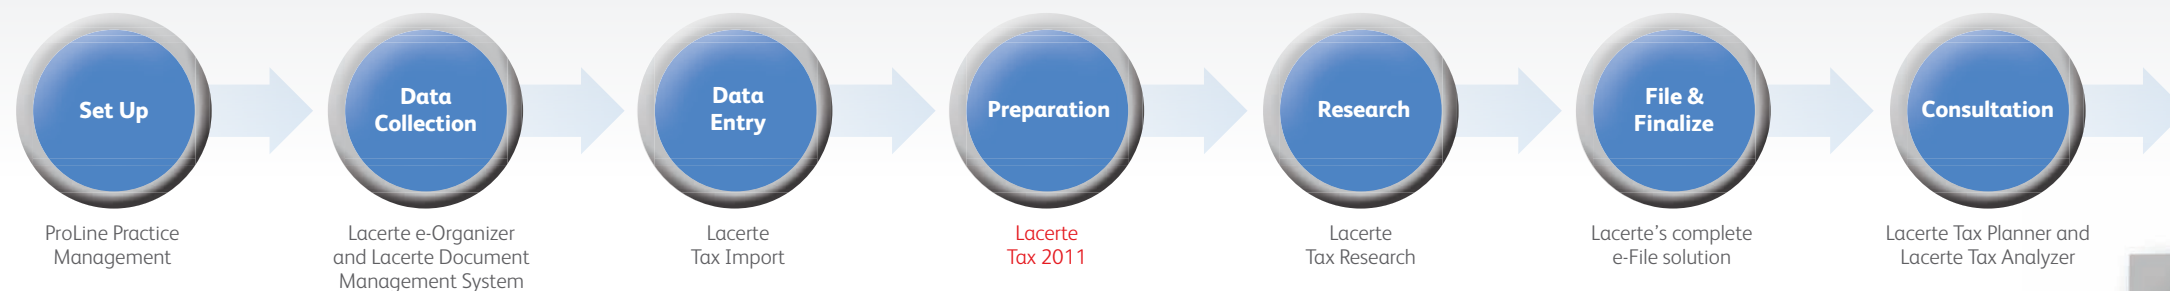 Set Up
ProLine Practice
Management
Data
Collection
Lacerte e-Organizer
and Lacerte Document
Management System
Data
Entry
Lacerte
Tax Import
Preparation
Lacerte
Tax 2011
Research
Lacerte
Tax Research
File &
Finalize
Lacerte’s complete
e-File solution
Consultation
Lacerte Tax Planner and
Lacerte Tax Analyzer